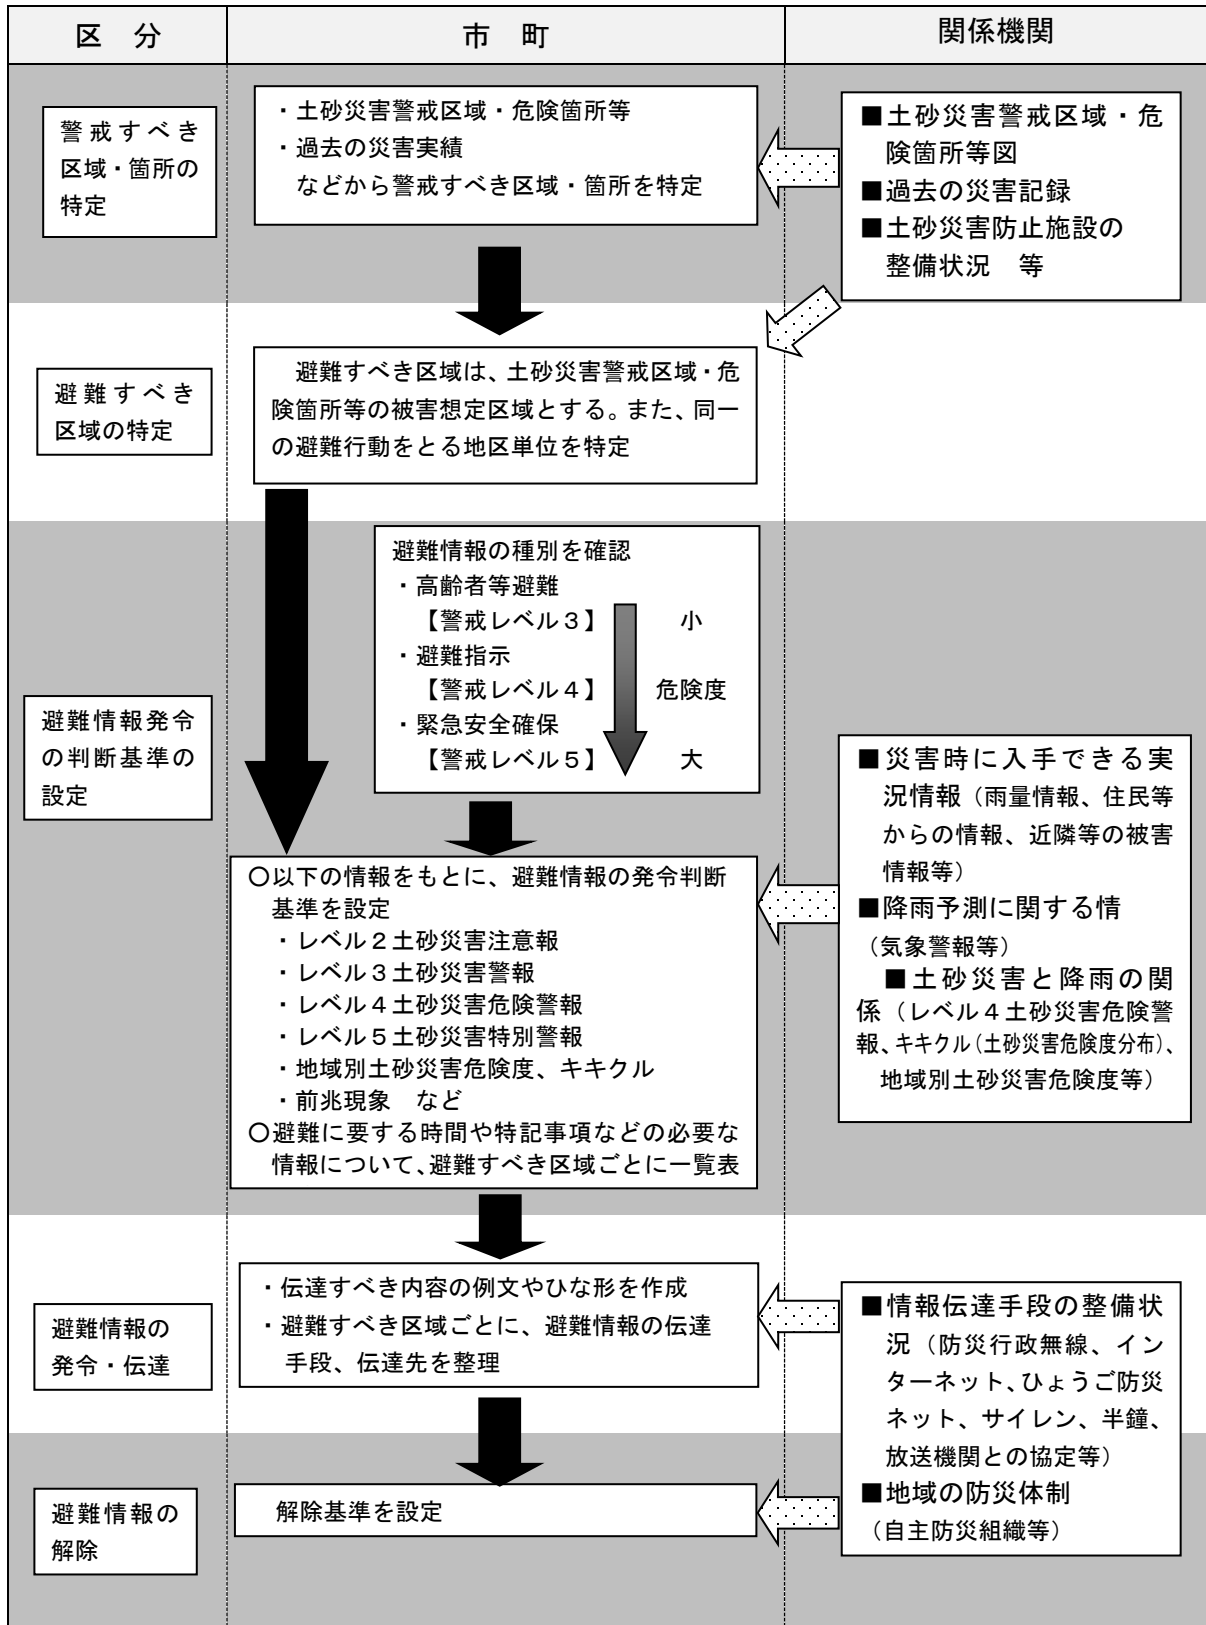 区　分
市　町
関係機関
警戒すべき
区域・箇所の
特定
・土砂災害警戒区域・危険箇所等
・過去の災害実績
などから警戒すべき区域・箇所を特定
■土砂災害警戒区域・危
険箇所等図
■過去の災害記録
■土砂災害防止施設の
整備状況　等
避難すべき
区域の特定
避難すべき区域は、土砂災害警戒区域・危
険箇所等の被害想定区域とする。また、同一
の避難行動をとる地区単位を特定
避難情報発令
の判断基準の
設定
避難情報の種別を確認
・高齢者等避難
【警戒レベル３】　小
・避難指示
【警戒レベル４】　危険度
・緊急安全確保
【警戒レベル５】　大
〇以下の情報をもとに、避難情報の発令判断
基準を設定
・レベル２土砂災害注意報
・レベル３土砂災害警報
・レベル４土砂災害危険警報
・レベル５土砂災害特別警報
・地域別土砂災害危険度、キキクル
・前兆現象　など
〇避難に要する時間や特記事項などの必要な
情報について、避難すべき区域ごとに一覧表
■災害時に入手できる実
況情報（雨量情報、住民等
からの情報、近隣等の被害
情報等）
■降雨予測に関する情
（気象警報等）
■土砂災害と降雨の関
係（レベル４土砂災害危険警
報、キキクル（土砂災害危険度分布）、
地域別土砂災害危険度等）
避難情報の
発令・伝達
・伝達すべき内容の例文やひな形を作成
・避難すべき区域ごとに、避難情報の伝達
手段、伝達先を整理
■情報伝達手段の整備状
況（防災行政無線、イン
ターネット、ひょうご防災
ネット、サイレン、半鐘、
放送機関との協定等）
■地域の防災体制
（自主防災組織等）
避難情報の
解除
解除基準を設定